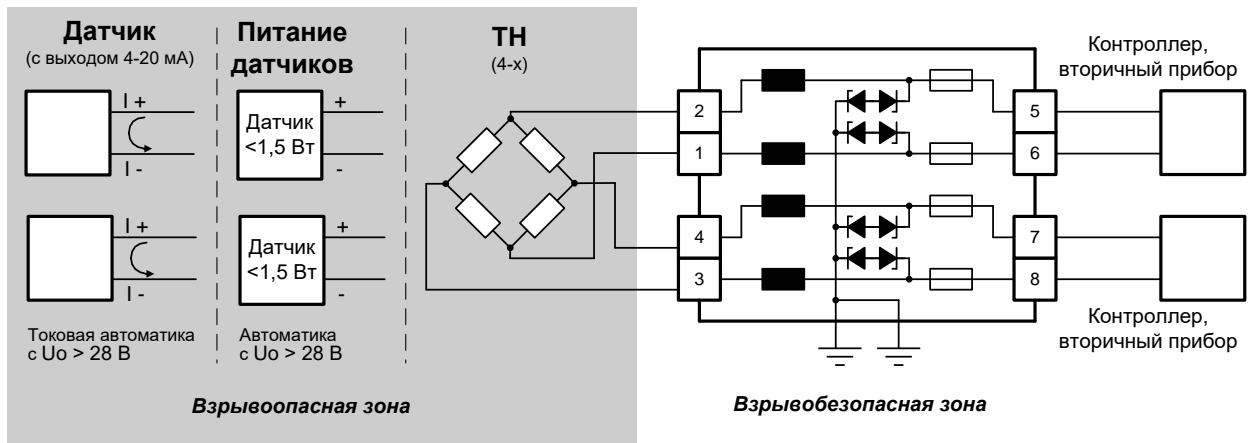 Датчик
(с выходом 4-20 мА)
I +
I -
I +
I -
Токовая автоматика
с Uo > 28 В
Питание
датчиков
Датчик
<1,5 Вт
+
-
Датчик
<1,5 Вт
+
-
Автоматика
с Uo > 28 В
ТН
(4-х)
Взрывоопасная зона
2
1
4
3
5
6
7
8
Контроллер,
вторичный прибор
Контроллер,
вторичный прибор
Взрывобезопасная зона